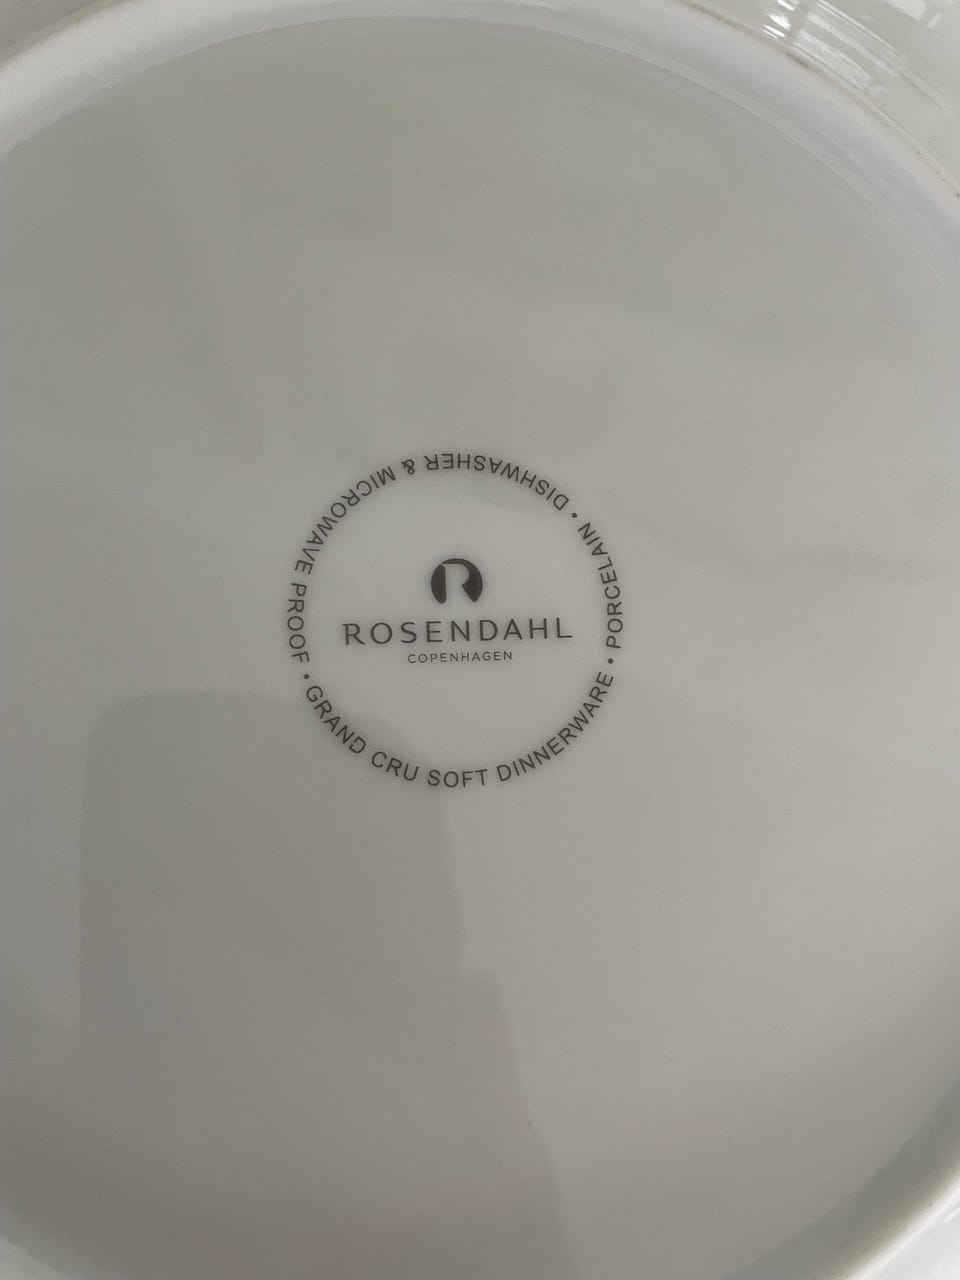 ROSENDAHL
COPENHAGEN
GRAND CRU SOFT DINNERWARE • PORCELAIN • DISHWASHER & MICROWAVE PROOF •